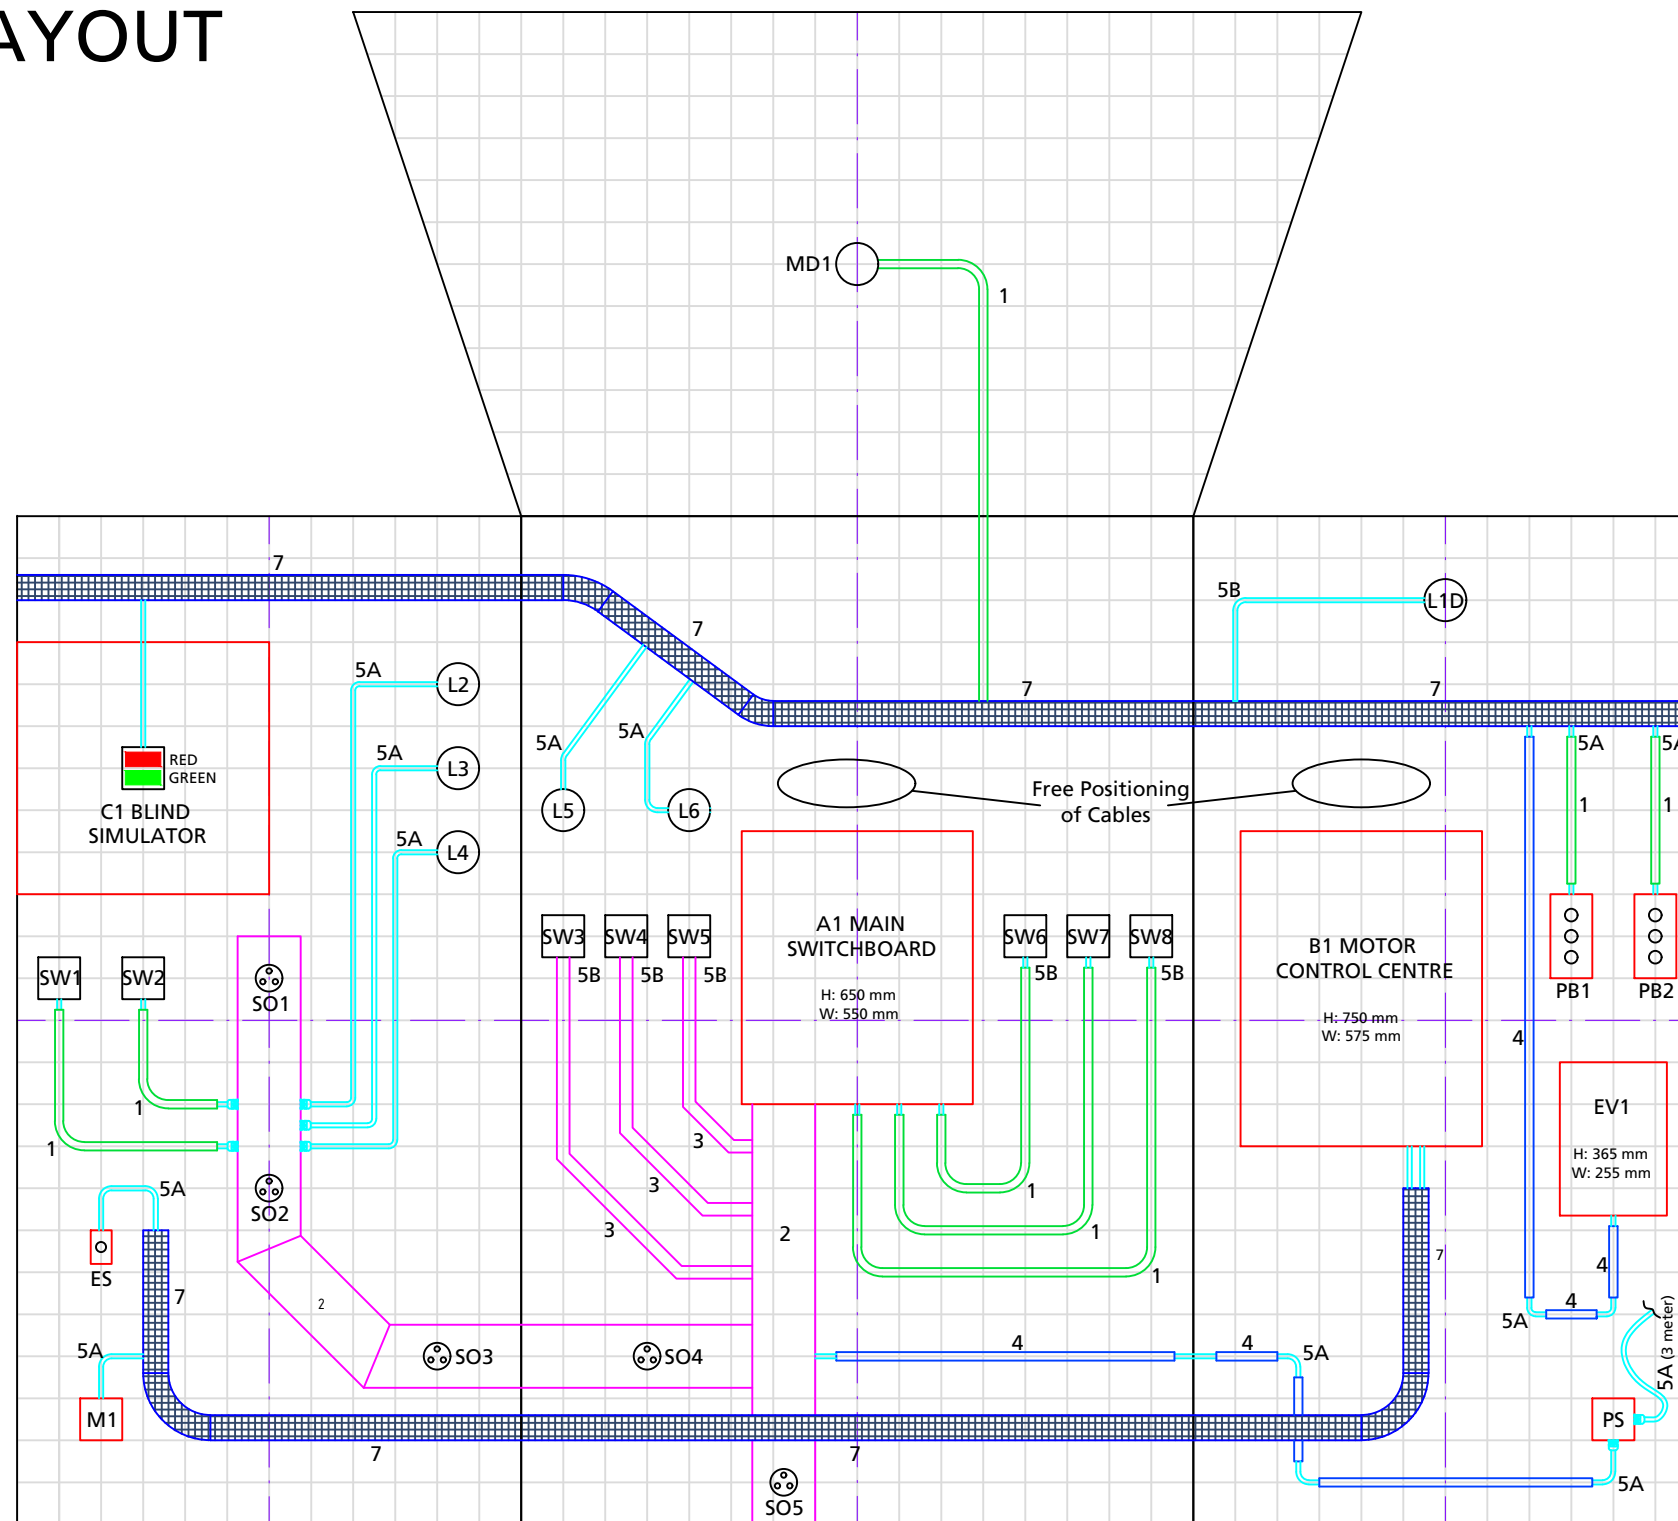 AYOUT
MD1
1
7
7
5B
L1D
7
7
5A
L2
5A
L3
5A
L4
RED
GREEN
C1 BLIND
SIMULATOR
5A
5A
L5
L6
Free Positioning
of Cables
5A
5A
1
1
SW1
SW2
SO1
SW3
SW4
SW5
5B
5B
5B
A1 MAIN
SWITCHBOARD
H: 650 mm
W: 550 mm
SW6
SW7
SW8
5B
5B
B1 MOTOR
CONTROL CENTRE
H: 750 mm
W: 575 mm
PB1
PB2
4
1
1
3
3
3
EV1
H: 365 mm
W: 255 mm
5A
SO2
ES
7
2
2
1
1
1
7
4
4
5A
5A (3 meter)
5A
M1
SO3
SO4
4
4
5A
PS
7
7
SO5
5A